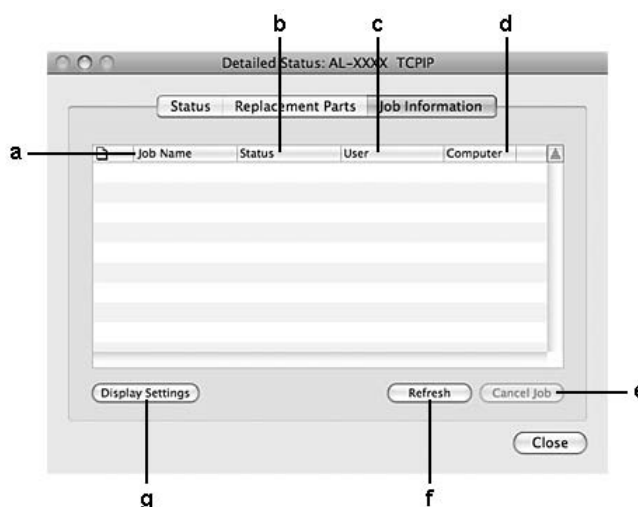 b c d
Detailed Status: AL-XXXX TCPIP
Status Replacement Parts Job Information
a Job Name Status User Computer
Display Settings Refresh Cancel Job e
Close
g f